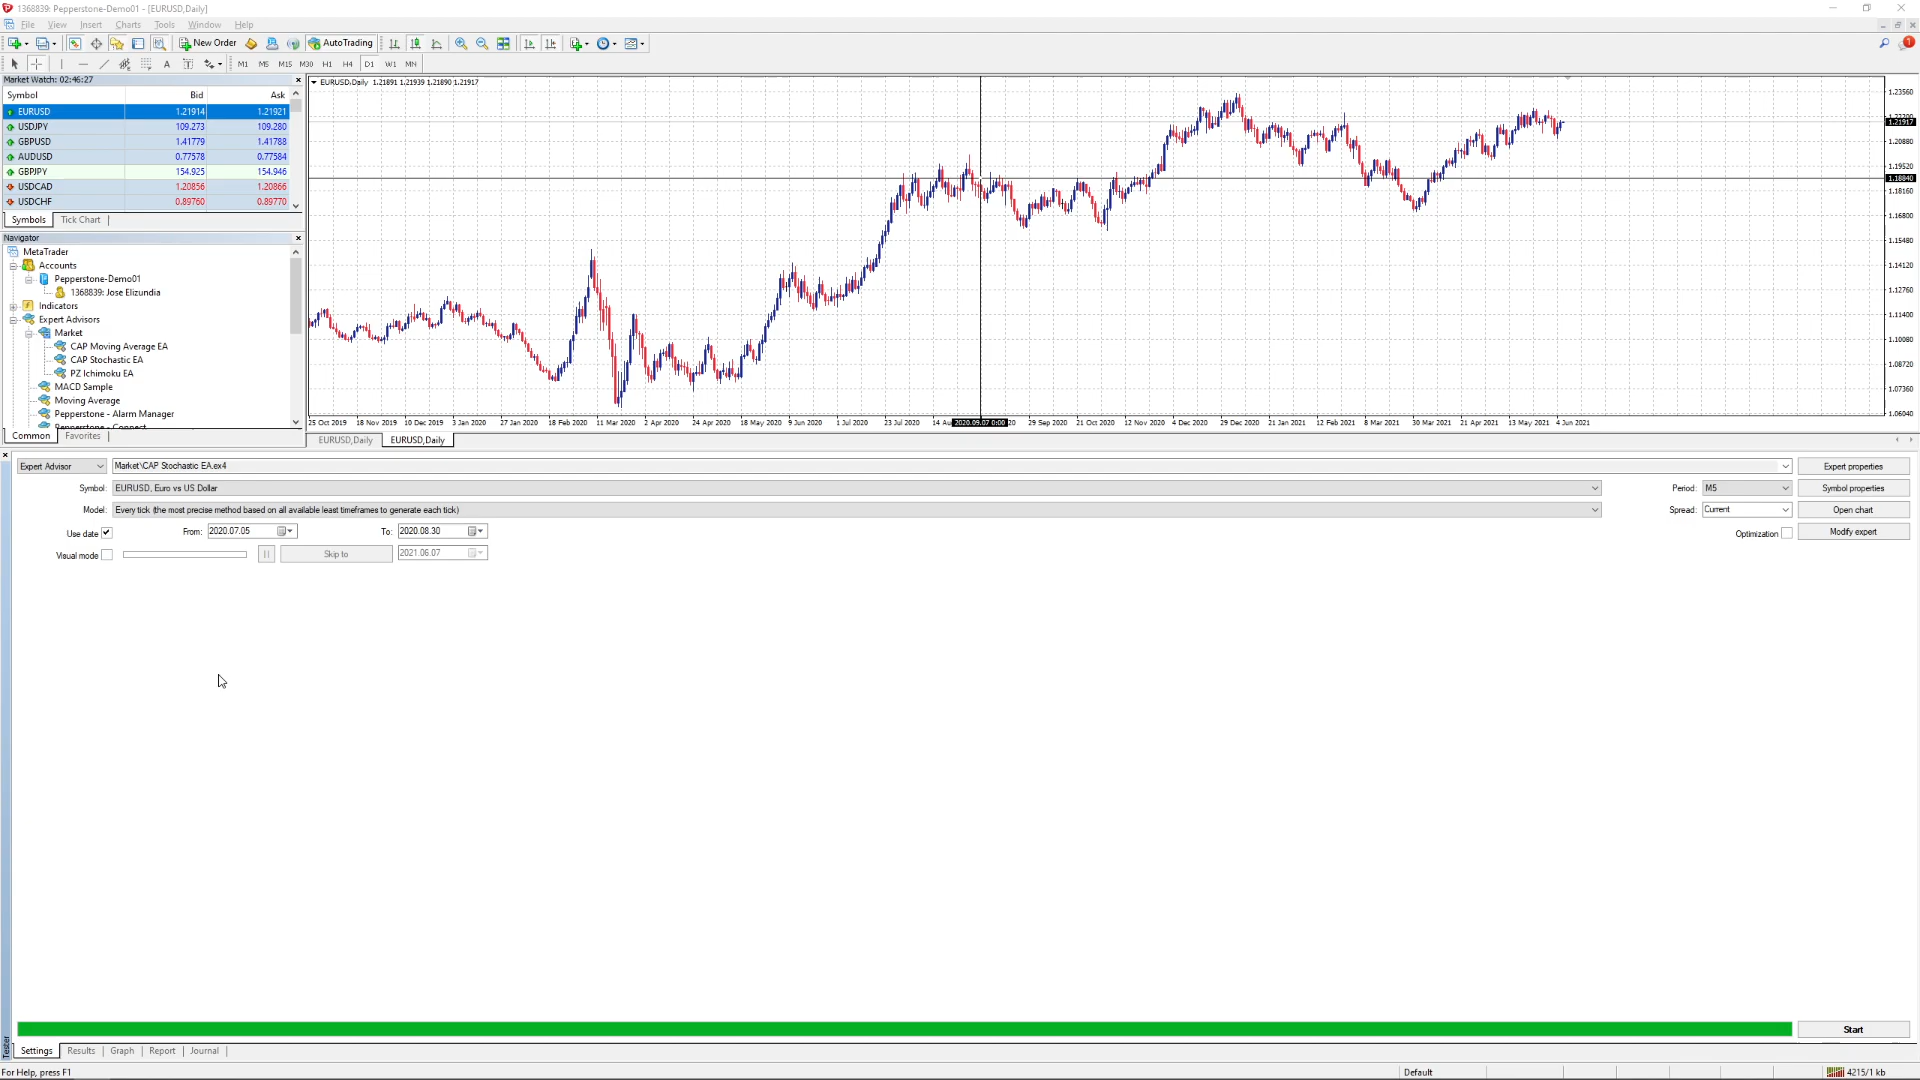 1368839: Pepperstone-Demo01 - [EURUSD,Daily]
File View Insert Charts Tools Window Help
New Order AutoTrading 1
A T M1 M5 M15 M30 H1 H4 D1 W1 MN
Market Watch: 02:46:27
Symbol Bid Ask
EURUSD 1.21914 1.21921
USDJPY 109.273 109.280
GBPUSD 1.41779 1.41788
AUDUSD 0.77578 0.77584
GBPJPY 154.925 154.946
USDCAD 1.20856 1.20866
USDCHF 0.89760 0.89770
Symbols Tick Chart
Navigator
MetaTrader
Accounts
Pepperstone-Demo01
1368839: Jose Elizundia
Indicators
Expert Advisors
Market
CAP Moving Average EA
CAP Stochastic EA
PZ Ichimoku EA
MACD Sample
Moving Average
Pepperstone - Alarm Manager
Pepperstone - Connect
Common Favorites
EURUSD,Daily 1.21891 1.21939 1.21890 1.21917
1.23560
1.21917
1.20880
1.19520
1.18840
1.18160
1.16800
1.15480
1.14120
1.12760
1.11400
1.10080
1.08720
1.07360
1.06040
25 Oct 2019 18 Nov 2019 10 Dec 2019 3 Jan 2020 27 Jan 2020 18 Feb 2020 11 Mar 2020 2 Apr 2020 24 Apr 2020 18 May 2020 9 Jun 2020 1 Jul 2020 23 Jul 2020 14 Au 2020.09.07 0:00 20 29 Sep 2020 21 Oct 2020 12 Nov 2020 4 Dec 2020 29 Dec 2020 21 Jan 2021 12 Feb 2021 8 Mar 2021 30 Mar 2021 21 Apr 2021 13 May 2021 4 Jun 2021
EURUSD,Daily EURUSD,Daily
Expert Advisor Market\CAP Stochastic EA.ex4 Expert properties
Symbol: EURUSD, Euro vs US Dollar Period: M5 Symbol properties
Model: Every tick (the most precise method based on all available least timeframes to generate each tick) Spread: Current Open chart
Use date From: 2020.07.05 To: 2020.08.30 Optimization Modify expert
Visual mode Skip to 2021.06.07
Start
Tester
Settings Results Graph Report Journal
For Help, press F1 Default 4215/1 kb